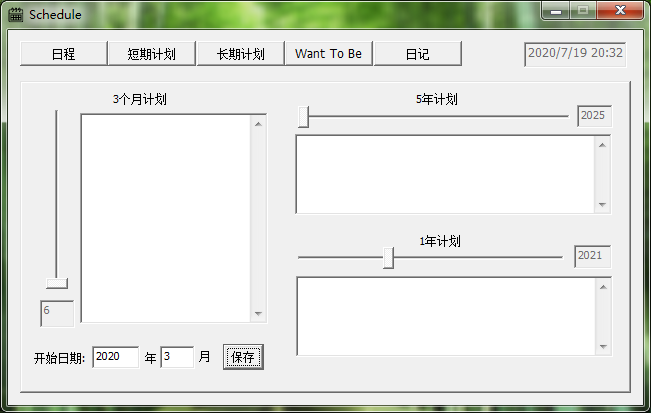 Schedule
日程 短期计划 长期计划 Want To Be 日记 2020/7/19 20:32
3个月计划
5年计划
2025
1年计划
2021
6
开始日期: 2020 年 3 月 保存